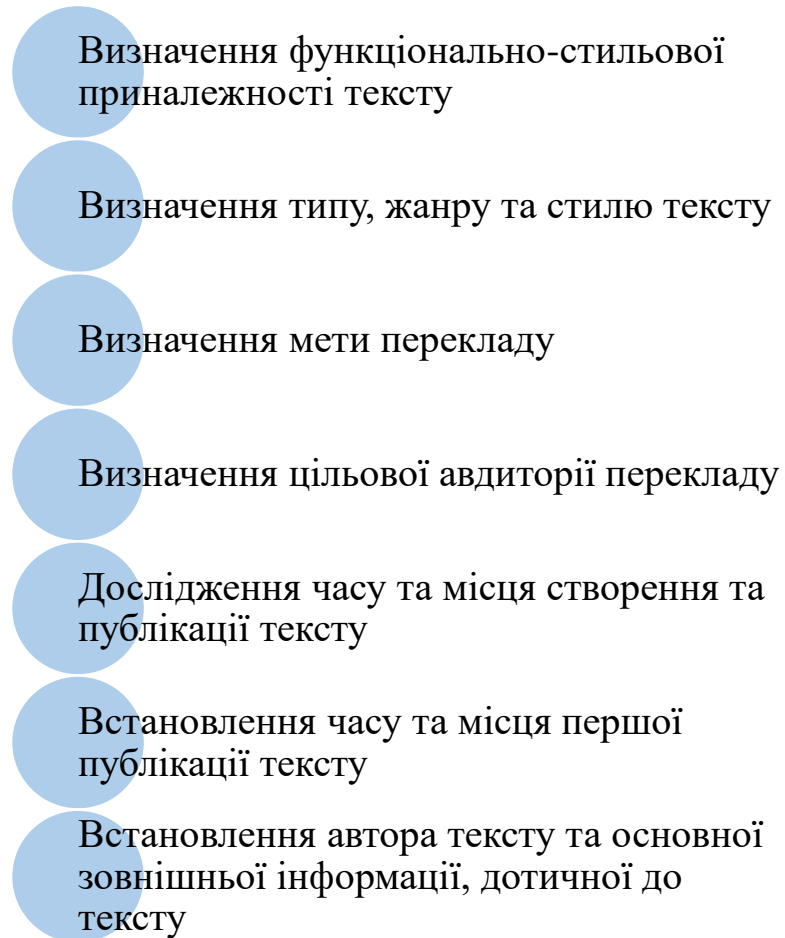 Визначення функціонально-стильової
приналежності тексту
Визначення типу, жанру та стилю тексту
Визначення мети перекладу
Визначення цільової авдиторії перекладу
Дослідження часу та місця створення та
публікації тексту
Встановлення часу та місця першої
публікації тексту
Встановлення автора тексту та основної
зовнішньої інформації, дотичної до
тексту